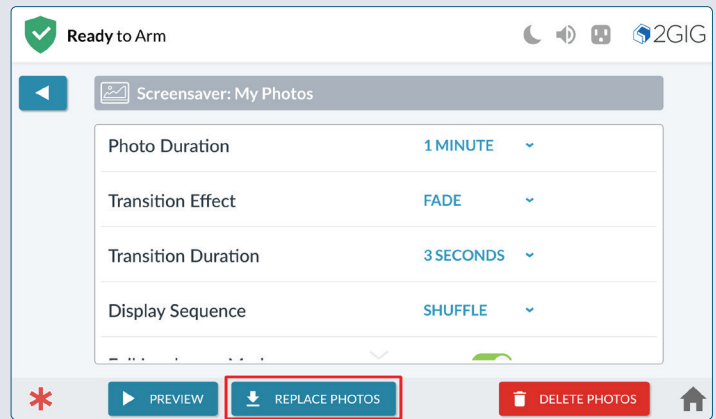 Ready to Arm
2GIG
Screensaver: My Photos
Photo Duration 1 MINUTE
Transition Effect FADE
Transition Duration 3 SECONDS
Display Sequence SHUFFLE
PREVIEW REPLACE PHOTOS DELETE PHOTOS